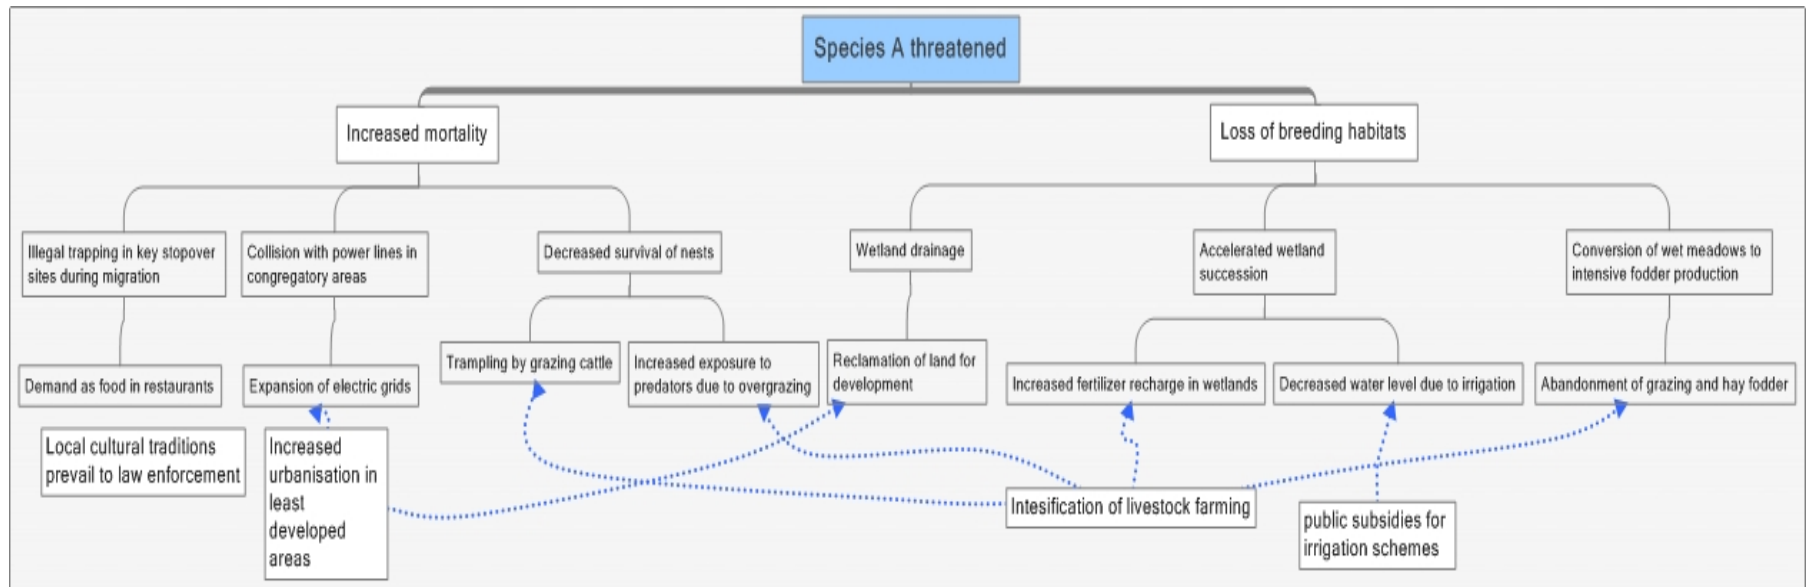 Species A threatened
Increased mortality
Loss of breeding habitats
Illegal trapping in key stopover
sites during migration
Collision with power lines in
congregatory areas
Decreased survival of nests
Wetland drainage
Accelerated wetland
succession
Conversion of wet meadows to
intensive fodder production
Demand as food in restaurants
Expansion of electric grids
Trampling by grazing cattle
Increased exposure to
predators due to overgrazing
Reclamation of land for
development
Increased fertilizer recharge in wetlands
Decreased water level due to irrigation
Abandonment of grazing and hay fodder
Local cultural traditions
prevail to law enforcement
Increased
urbanisation in
least
developed
areas
Intesification of livestock farming
public subsidies for
irrigation schemes